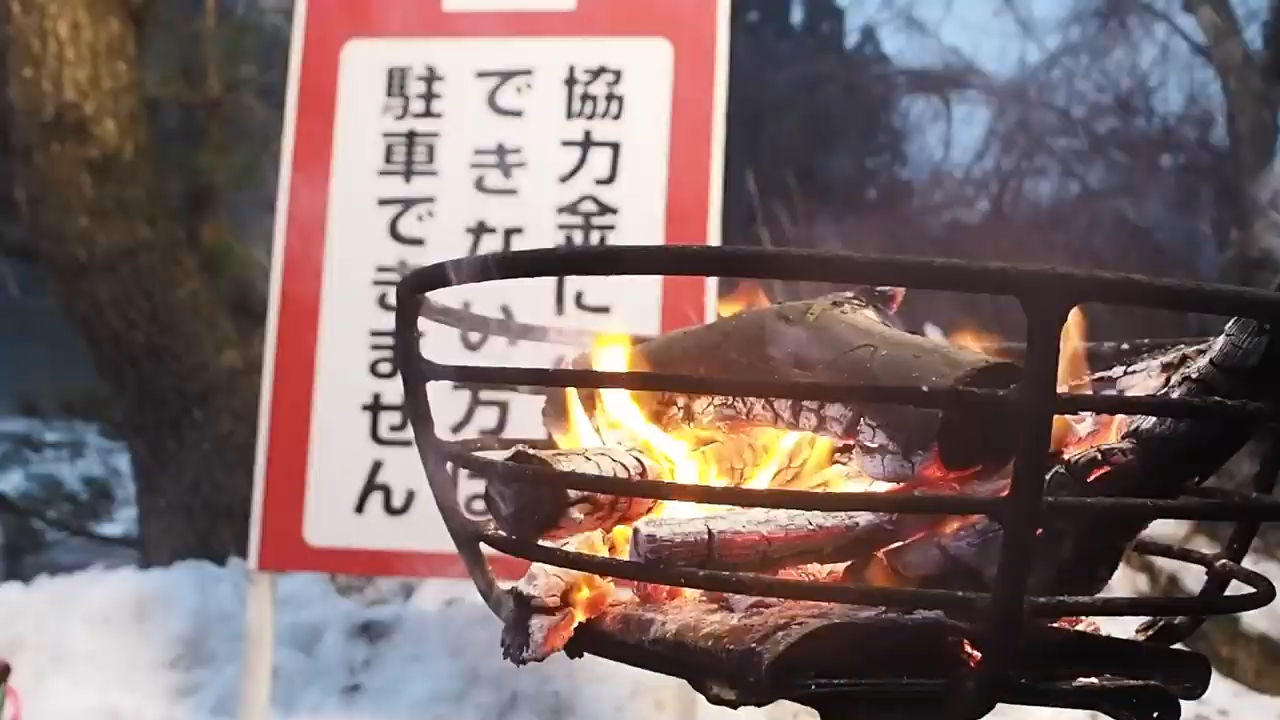 協力金に
できない方は
駐車できません